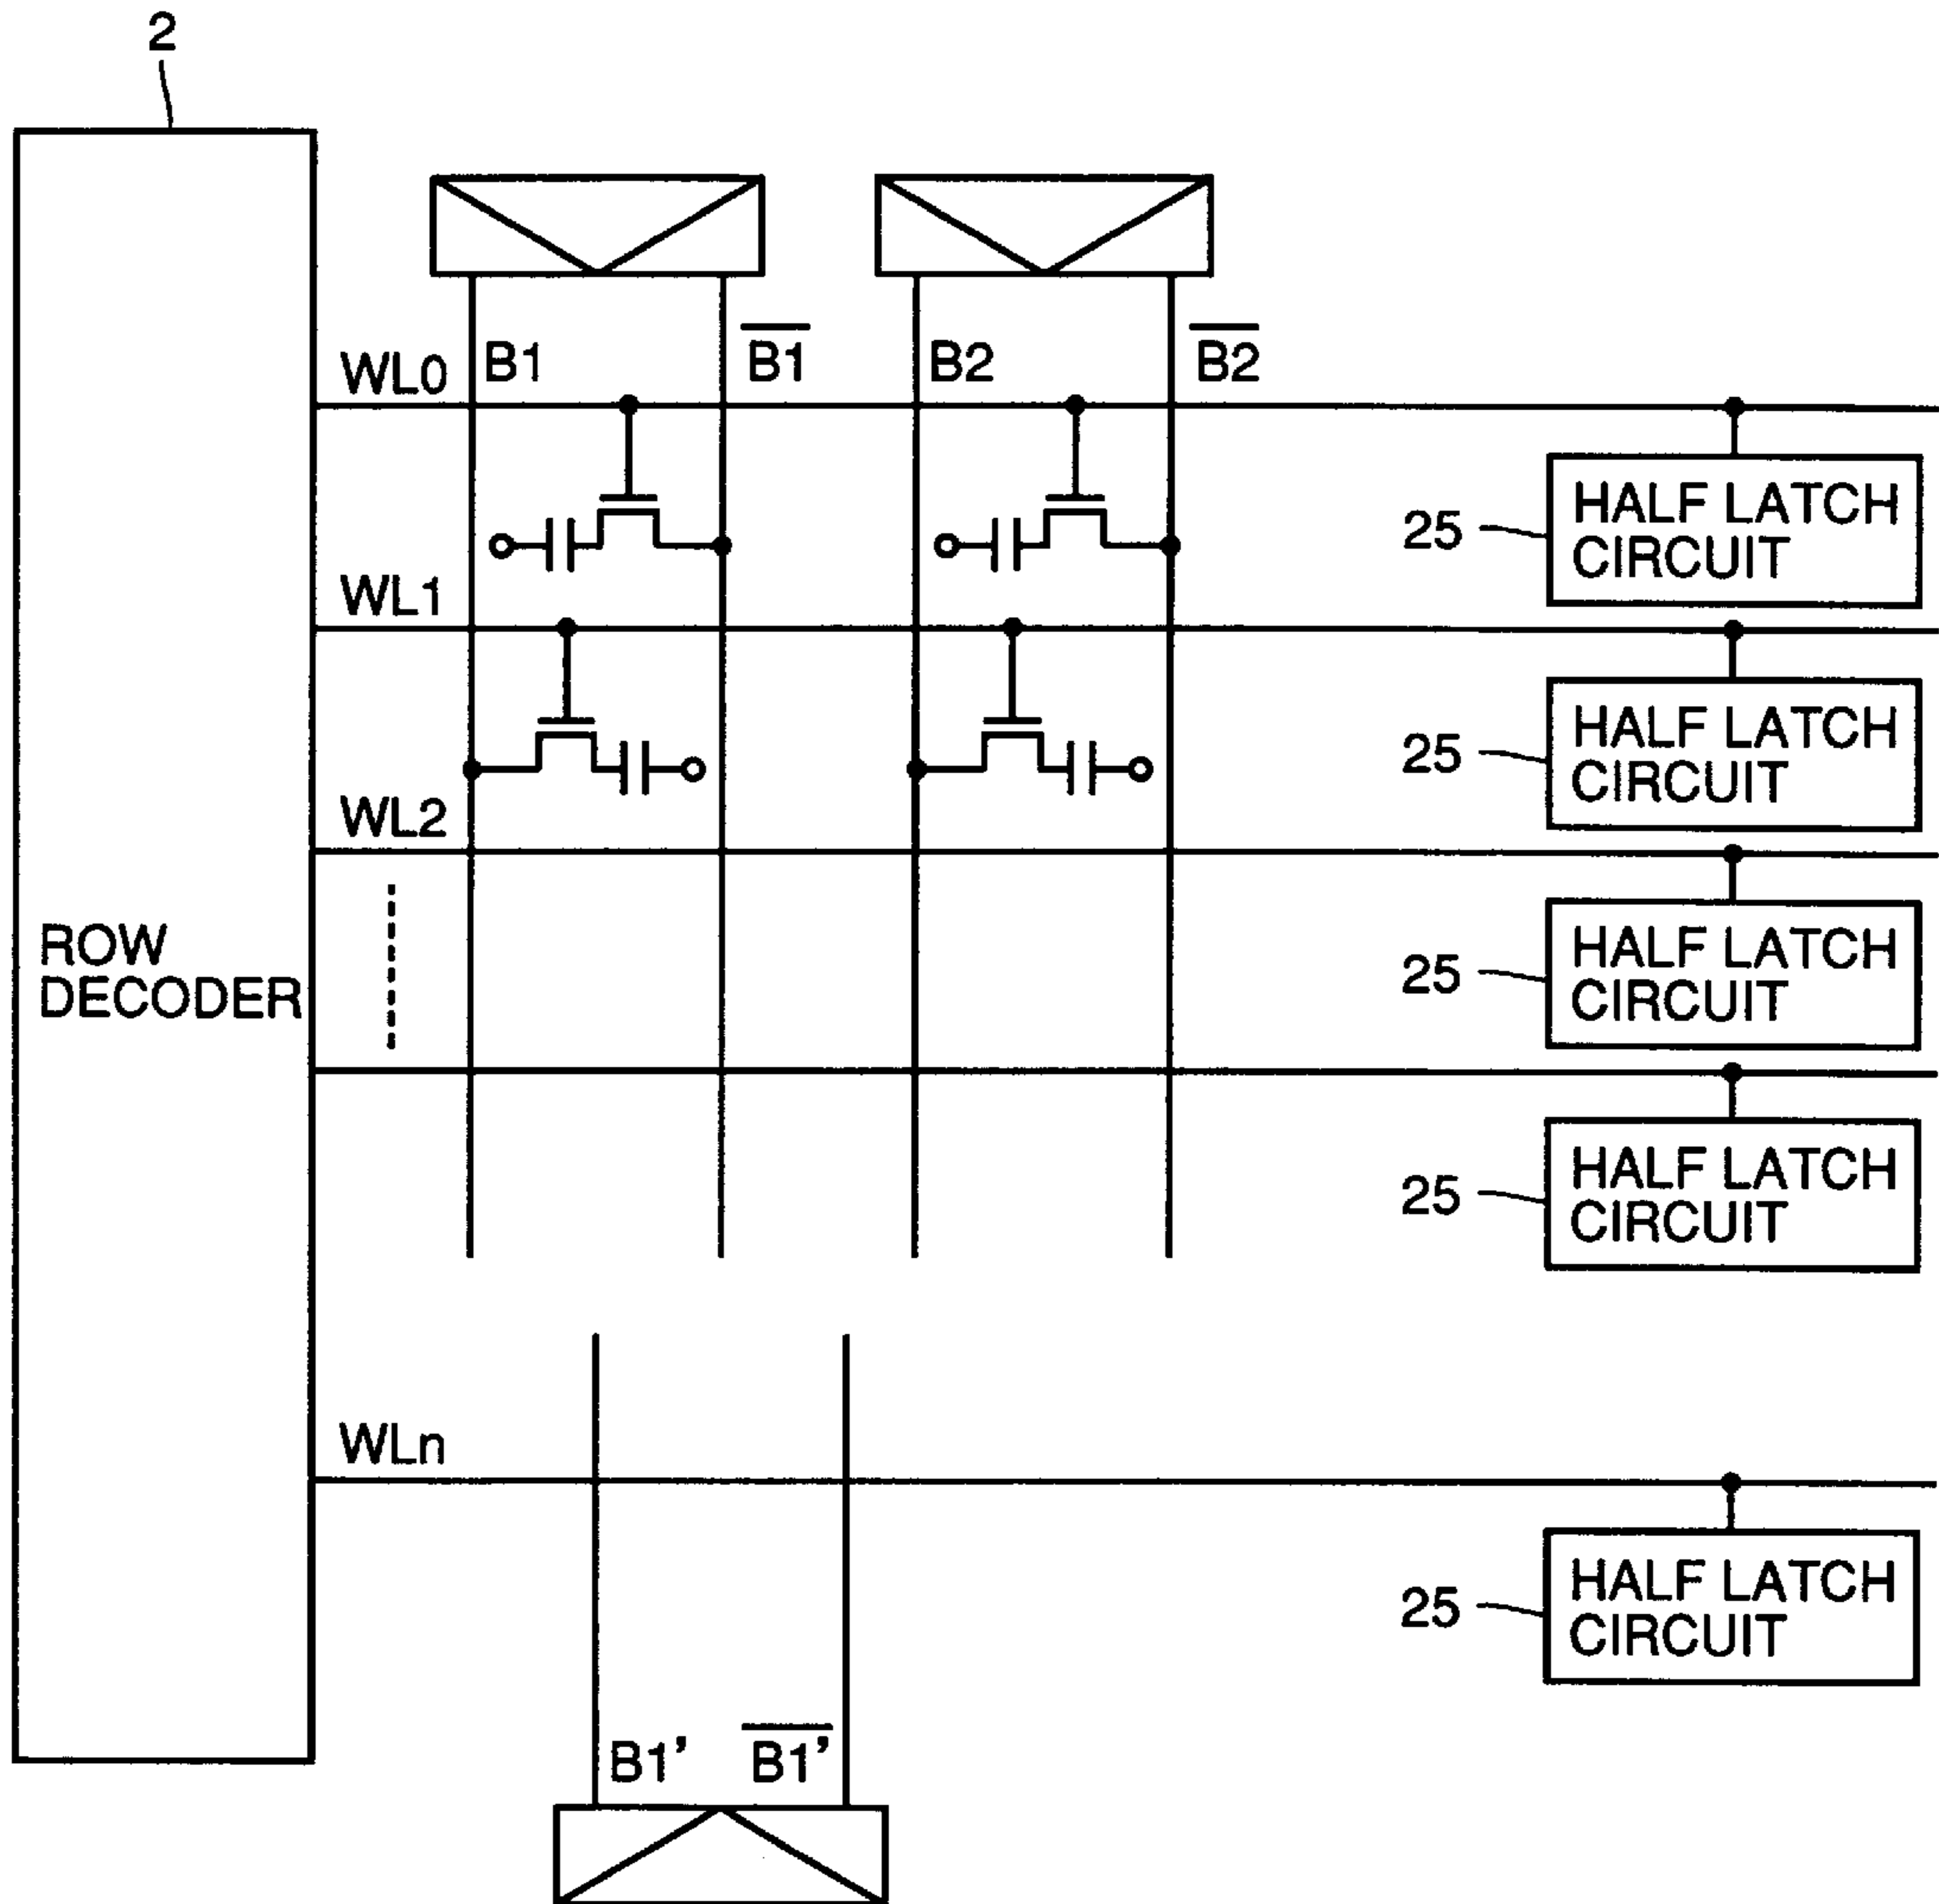 2
WL0 B1 B1 B2 B2
25 HALF LATCH
CIRCUIT
WL1
25 HALF LATCH
CIRCUIT
WL2
ROW
DECODER
25 HALF LATCH
CIRCUIT
25 HALF LATCH
CIRCUIT
WLn
25 HALF LATCH
CIRCUIT
B1' B1'